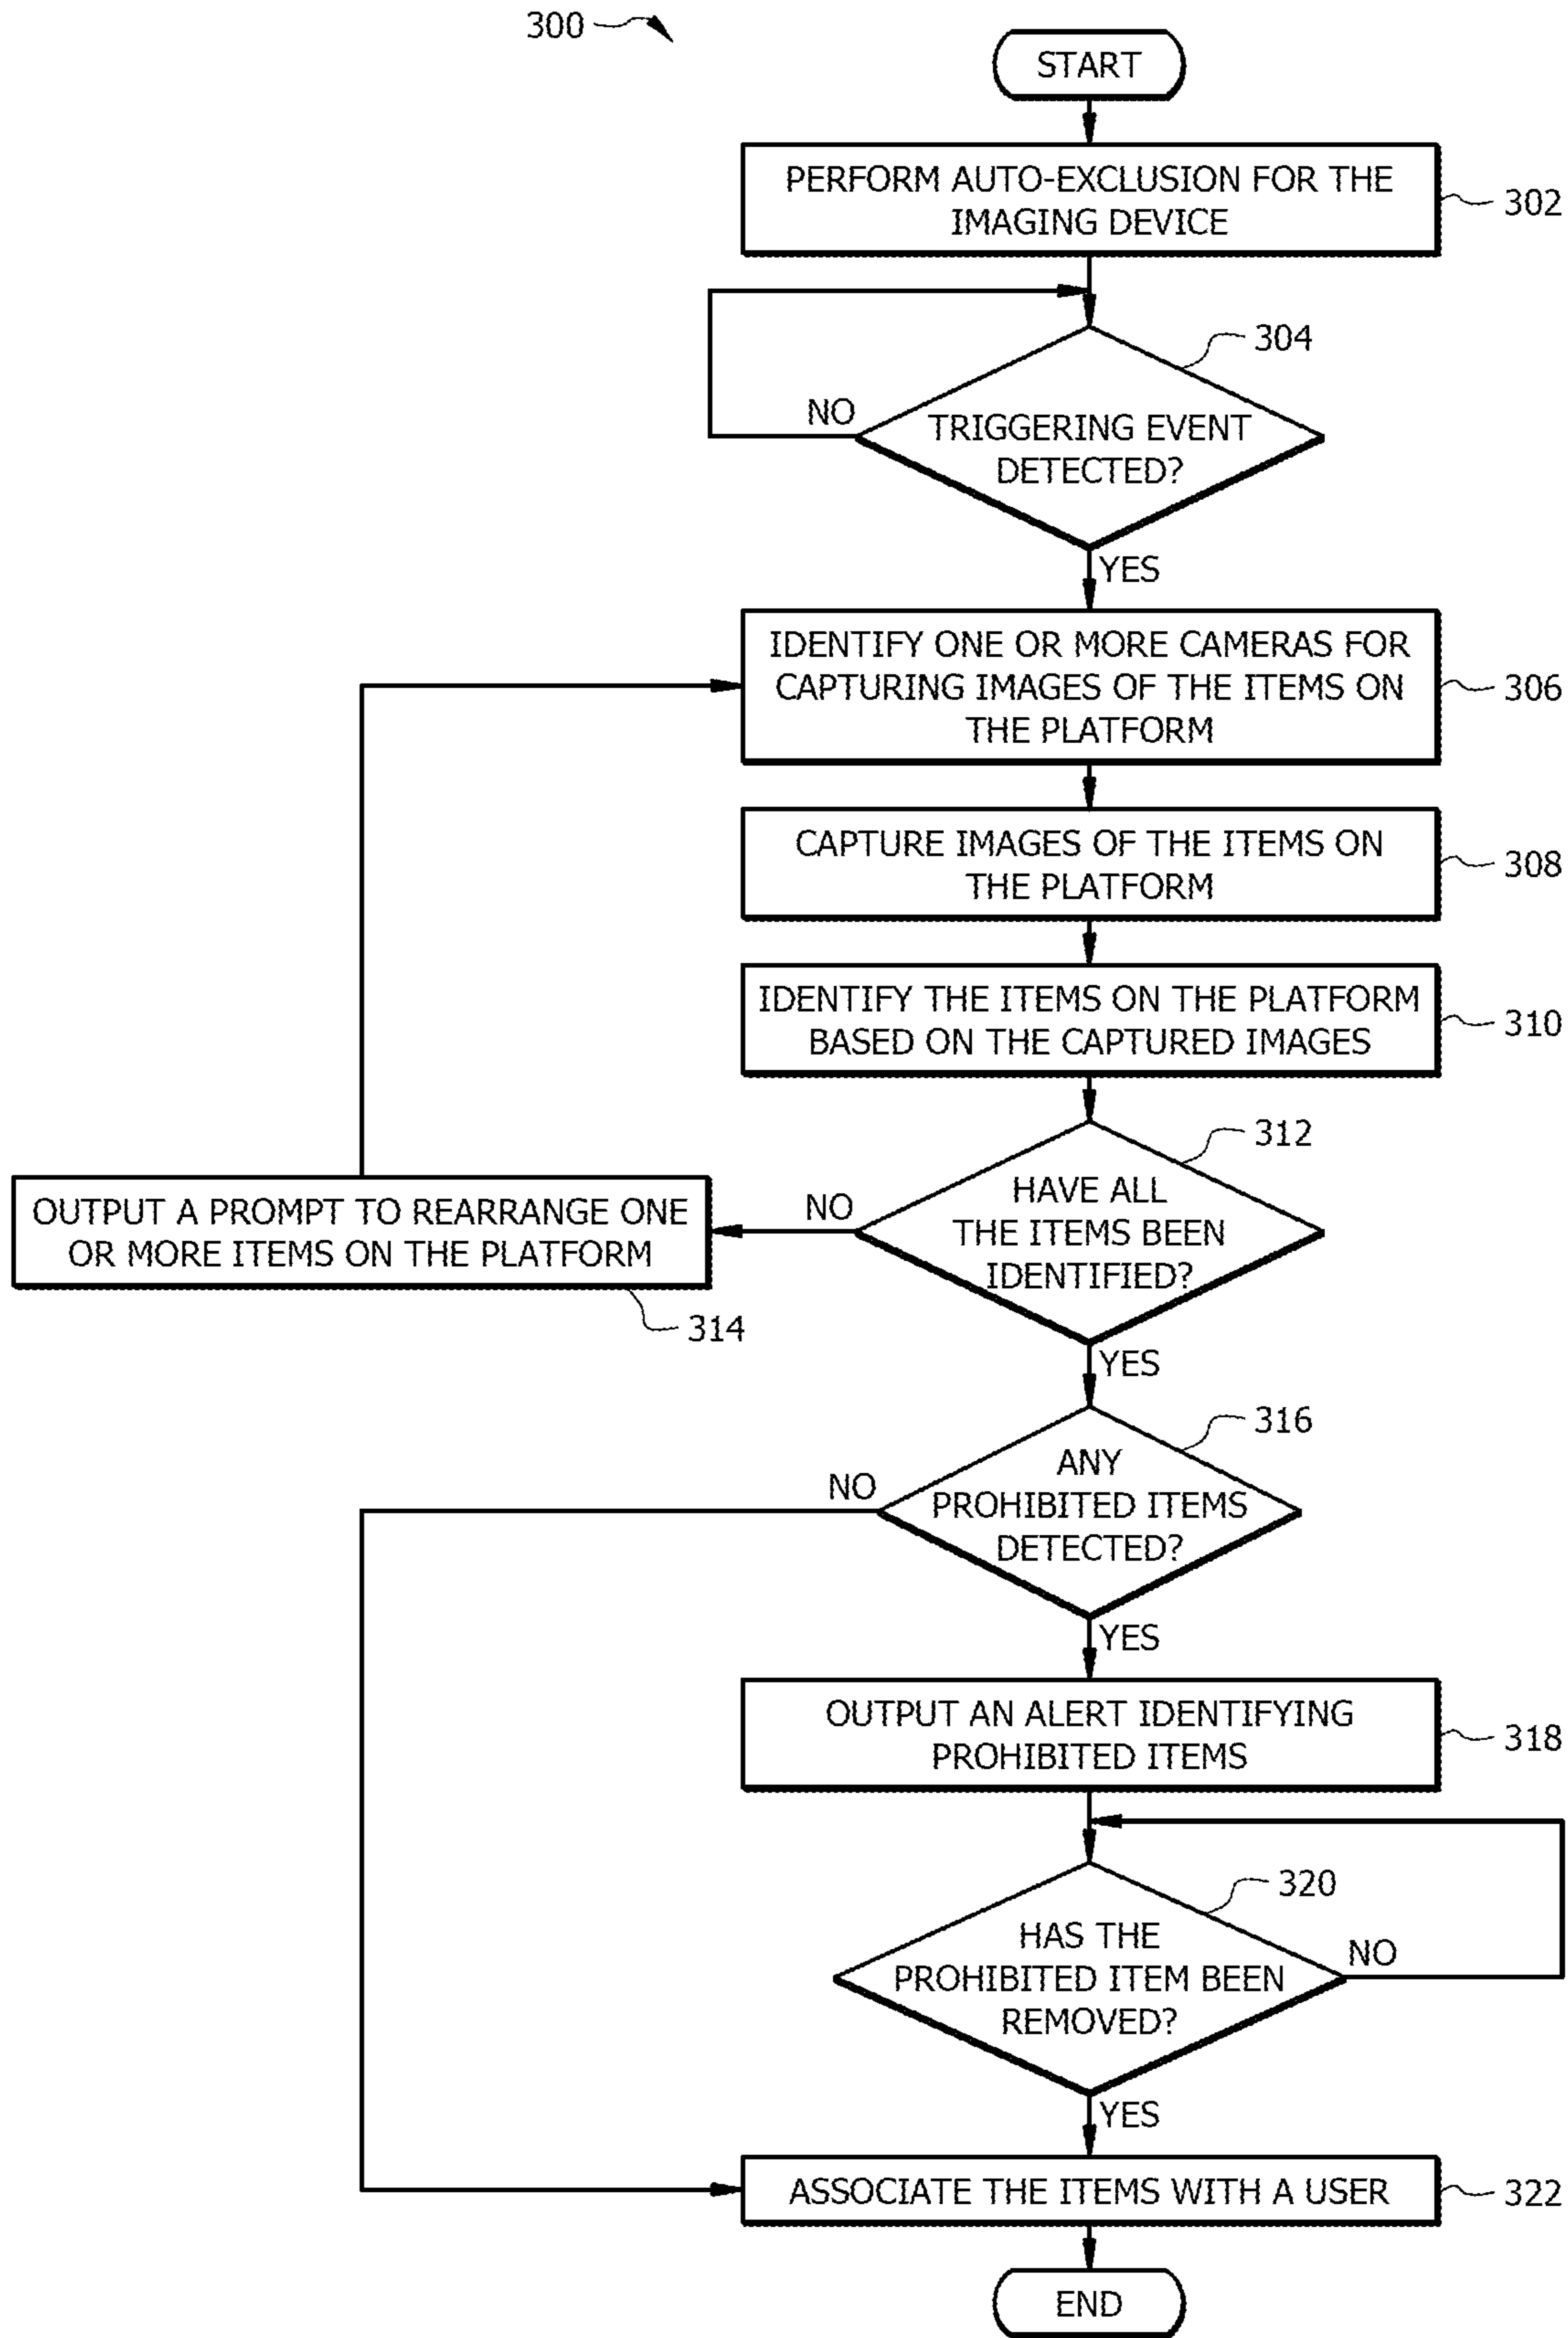 300
START
PERFORM AUTO-EXCLUSION FOR THE
IMAGING DEVICE
302
304
NO
TRIGGERING EVENT
DETECTED?
YES
IDENTIFY ONE OR MORE CAMERAS FOR
CAPTURING IMAGES OF THE ITEMS ON
THE PLATFORM
306
CAPTURE IMAGES OF THE ITEMS ON
THE PLATFORM
308
IDENTIFY THE ITEMS ON THE PLATFORM
BASED ON THE CAPTURED IMAGES
310
312
HAVE ALL
THE ITEMS BEEN
IDENTIFIED?
NO
OUTPUT A PROMPT TO REARRANGE ONE
OR MORE ITEMS ON THE PLATFORM
314
YES
316
ANY
PROHIBITED ITEMS
DETECTED?
NO
YES
OUTPUT AN ALERT IDENTIFYING
PROHIBITED ITEMS
318
320
HAS THE
PROHIBITED ITEM BEEN
REMOVED?
NO
YES
ASSOCIATE THE ITEMS WITH A USER
322
END